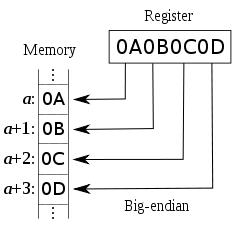 Register
Memory
0A0B0C0D
⋮
a: 0A
a+1: 0B
a+2: 0C
a+3: 0D
⋮
Big-endian